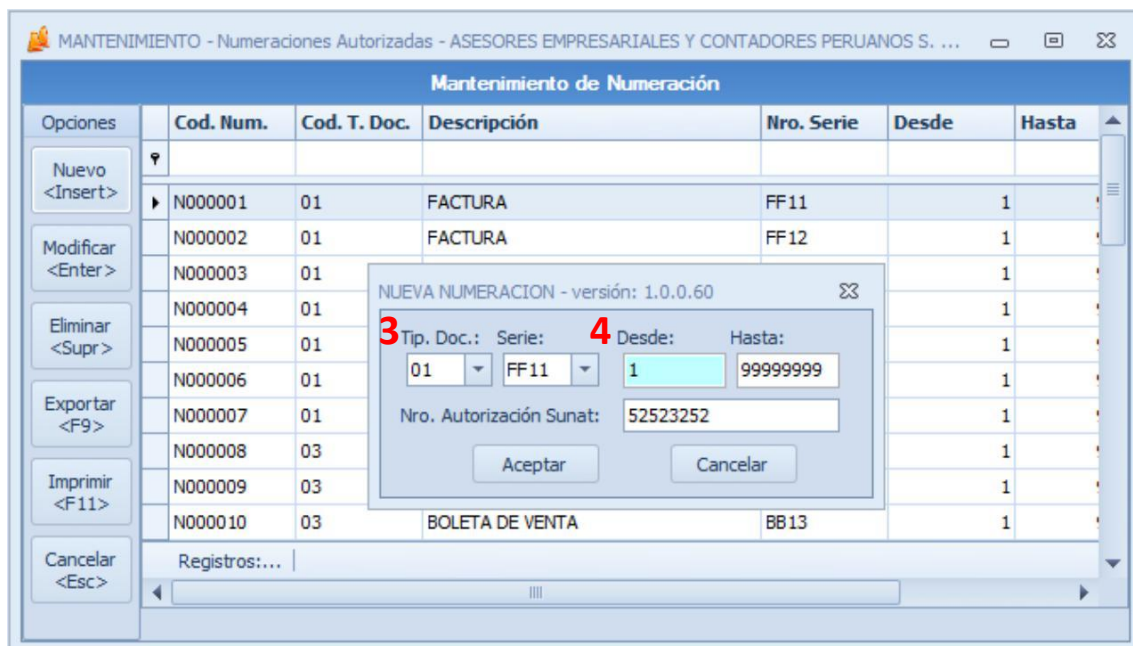 MANTENIMIENTO - Numeraciones Autorizadas - ASESORES EMPRESARIALES Y CONTADORES PERUANOS S. ...
Mantenimiento de Numeración
Opciones Cod. Num. Cod. T. Doc. Descripción Nro. Serie Desde Hasta
Nuevo
<Insert>
N000001 01 FACTURA FF11 1
N000002 01 FACTURA FF12 1
Modificar
<Enter>
N000003 01 1
N000004 01 1
Eliminar
<Supr>
N000005 01 1
N000006 01 1
Exportar
<F9>
N000007 01 1
N000008 03 1
Imprimir
<F11>
N000009 03 1
N000010 03 BOLETA DE VENTA BB13 1
Cancelar
<Esc>
Registros:...
NUEVA NUMERACION - versión: 1.0.0.60
3 Tip. Doc.: Serie: 4 Desde: Hasta:
01 FF11 1 99999999
Nro. Autorización Sunat: 52523252
Aceptar Cancelar